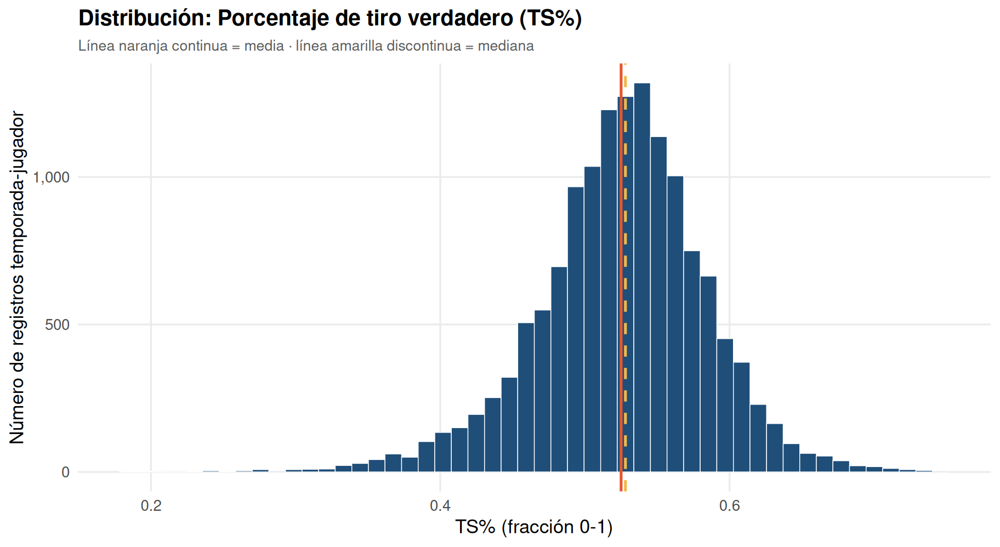 Distribución: Porcentaje de tiro verdadero (TS%)
Línea naranja continua = media · línea amarilla discontinua = mediana
Número de registros temporada-jugador
1,000
500
0
0.2
0.4
0.6
TS% (fracción 0-1)